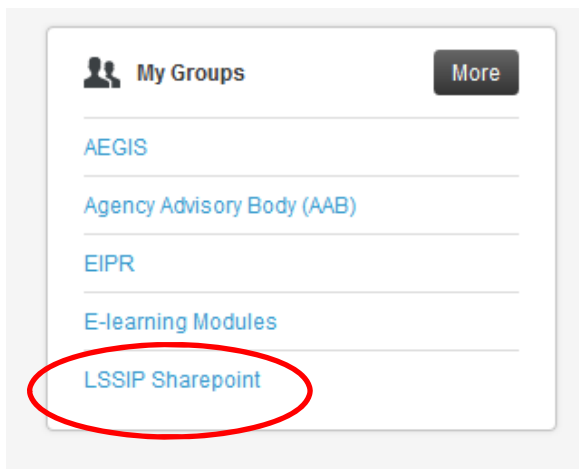 My Groups
More
AEGIS
Agency Advisory Body (AAB)
EIPR
E-learning Modules
LSSIP Sharepoint